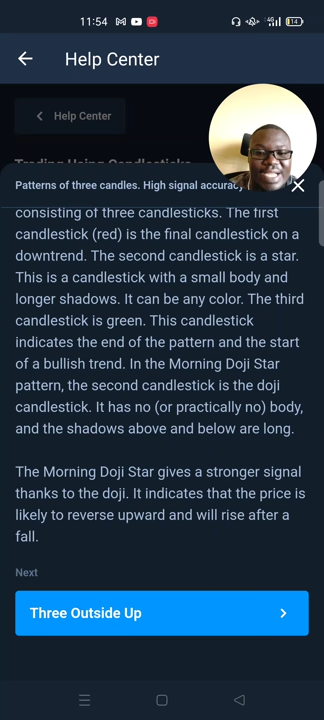 11:54
4G
14
Help Center
Help Center
Trading Using Candlesticks
Patterns of three candles. High signal accuracy
consisting of three candlesticks. The first
candlestick (red) is the final candlestick on a
downtrend. The second candlestick is a star.
This is a candlestick with a small body and
longer shadows. It can be any color. The third
candlestick is green. This candlestick
indicates the end of the pattern and the start
of a bullish trend. In the Morning Doji Star
pattern, the second candlestick is the doji
candlestick. It has no (or practically no) body,
and the shadows above and below are long.
The Morning Doji Star gives a stronger signal
thanks to the doji. It indicates that the price is
likely to reverse upward and will rise after a
fall.
Next
Three Outside Up